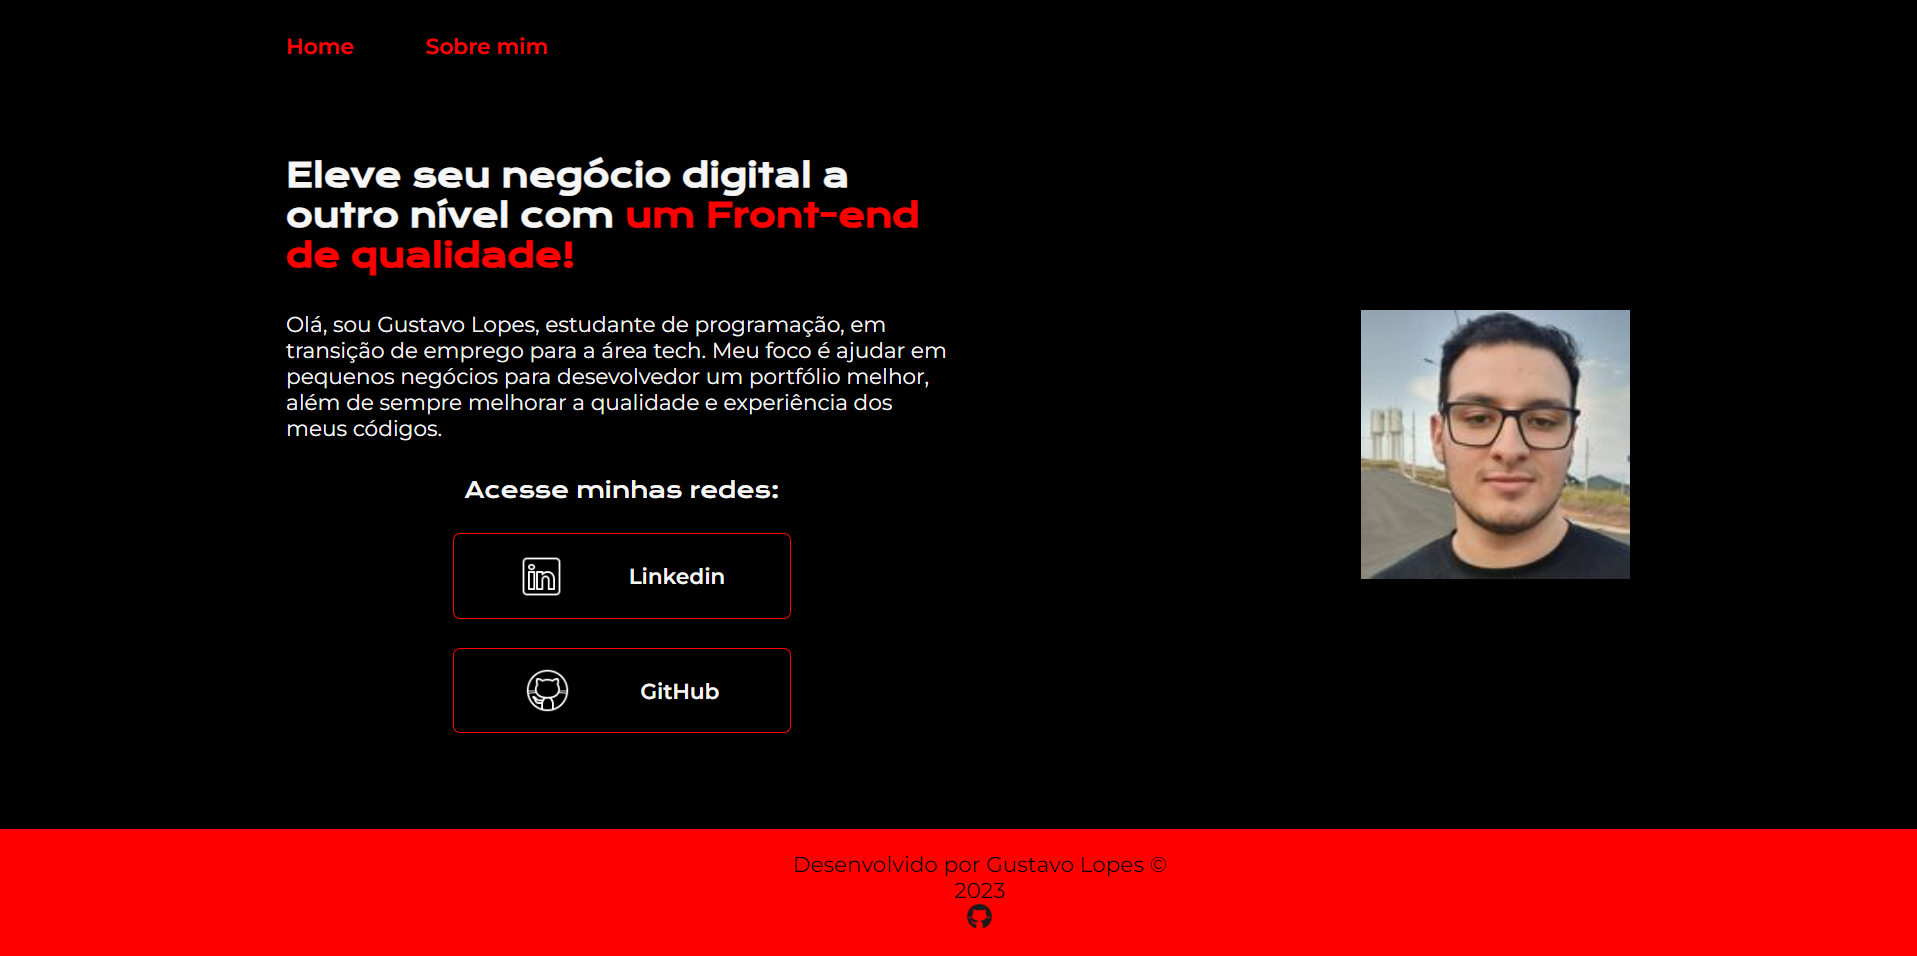 Home Sobre mim
Eleve seu negócio digital a
outro nível com um Front-end
de qualidade!
Olá, sou Gustavo Lopes, estudante de programação, em
transição de emprego para a área tech. Meu foco é ajudar em
pequenos negócios para desevolvedor um portfólio melhor,
além de sempre melhorar a qualidade e experiência dos
meus códigos.
Acesse minhas redes:
in Linkedin
GitHub
Desenvolvido por Gustavo Lopes ©
2023